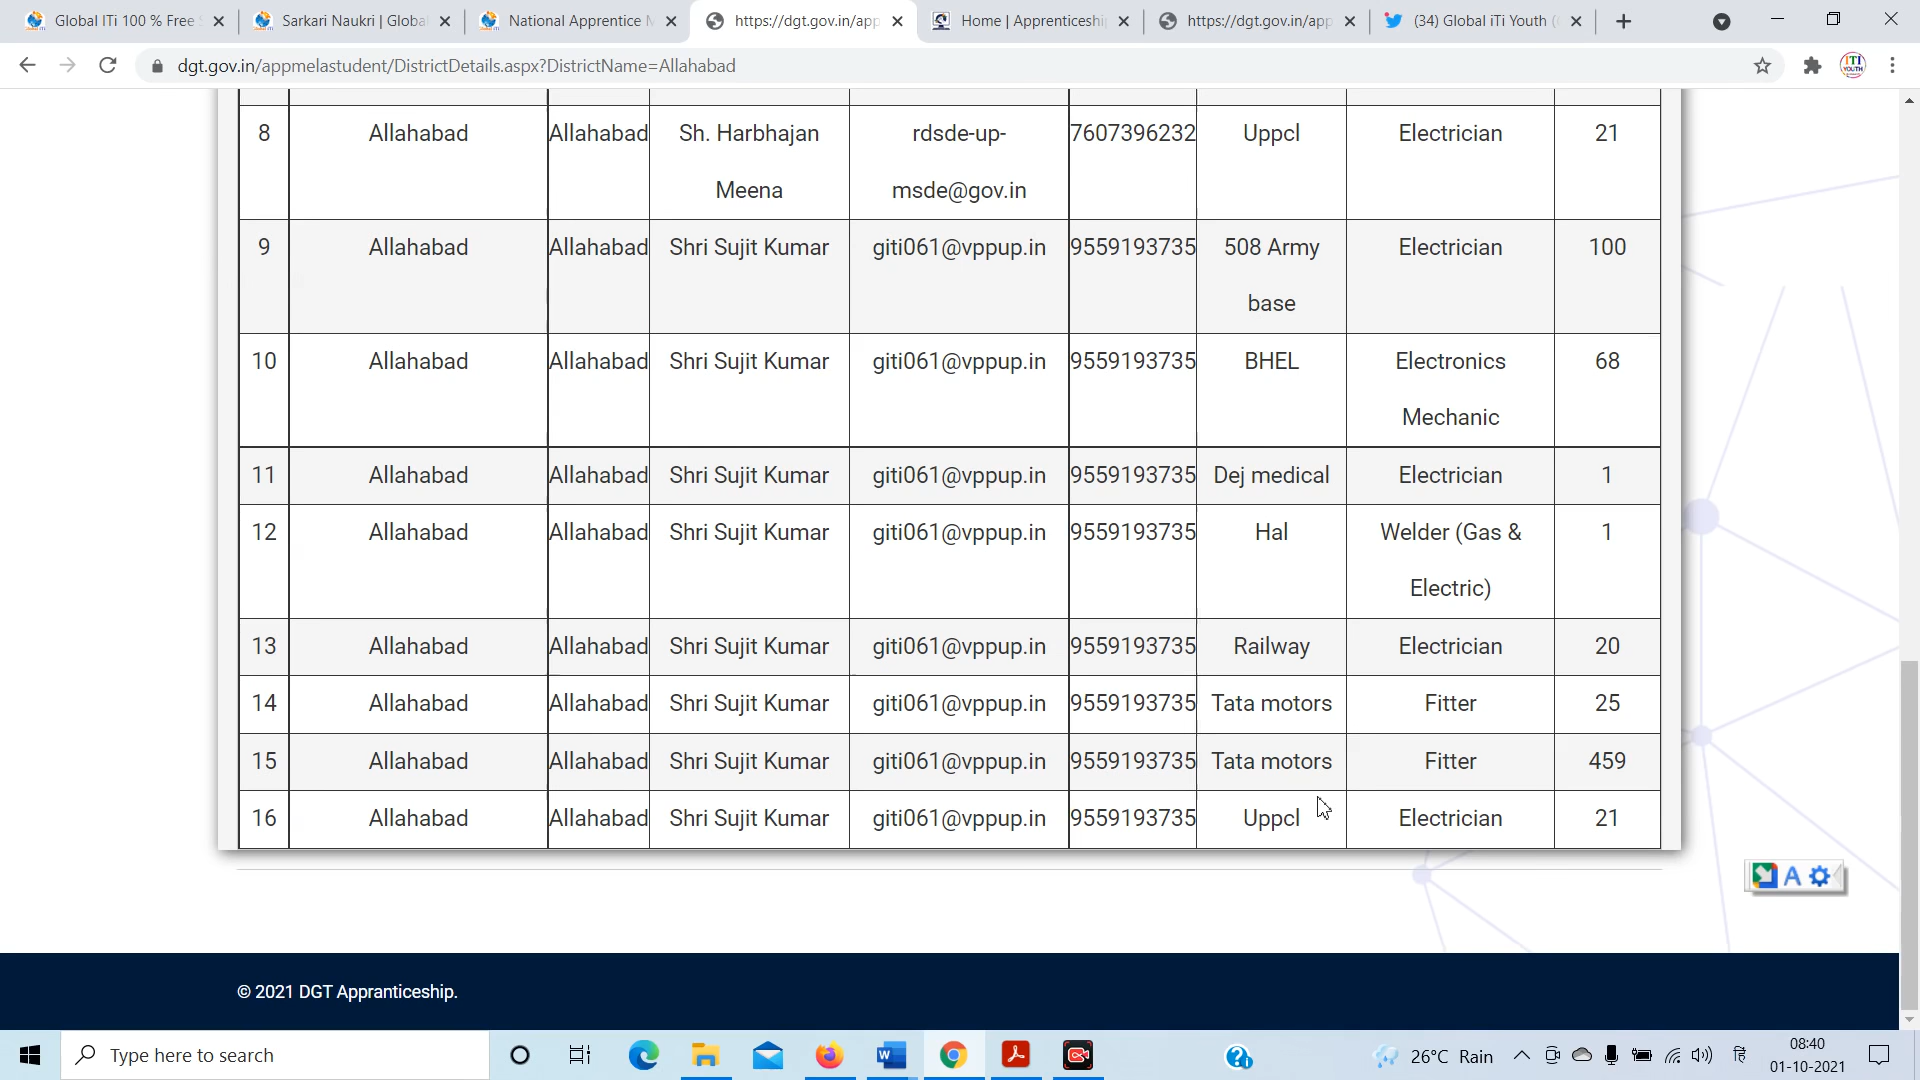 Global ITi 100 % Free
Sarkari Naukri | Global
National Apprentice M
https://dgt.gov.in/app
Home | Apprenticeship
https://dgt.gov.in/app
(34) Global iTi Youth (
dgt.gov.in/appmelastudent/DistrictDetails.aspx?DistrictName=Allahabad
ITI
YOUTH
8 Allahabad Allahabad Sh. Harbhajan rdsde-up- 7607396232 Uppcl Electrician 21
Meena msde@gov.in
9 Allahabad Allahabad Shri Sujit Kumar giti061@vppup.in 9559193735 508 Army Electrician 100
base
10 Allahabad Allahabad Shri Sujit Kumar giti061@vppup.in 9559193735 BHEL Electronics 68
Mechanic
11 Allahabad Allahabad Shri Sujit Kumar giti061@vppup.in 9559193735 Dej medical Electrician 1
12 Allahabad Allahabad Shri Sujit Kumar giti061@vppup.in 9559193735 Hal Welder (Gas & 1
Electric)
13 Allahabad Allahabad Shri Sujit Kumar giti061@vppup.in 9559193735 Railway Electrician 20
14 Allahabad Allahabad Shri Sujit Kumar giti061@vppup.in 9559193735 Tata motors Fitter 25
15 Allahabad Allahabad Shri Sujit Kumar giti061@vppup.in 9559193735 Tata motors Fitter 459
16 Allahabad Allahabad Shri Sujit Kumar giti061@vppup.in 9559193735 Uppcl Electrician 21
A
© 2021 DGT Appranticeship.
Type here to search
26°C Rain
हिं
08:40
01-10-2021